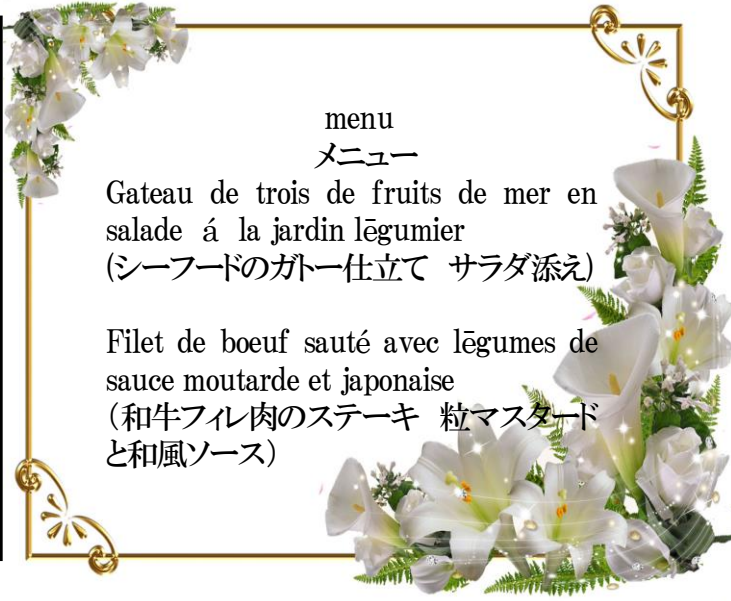 menu
メニュー
Gateau de trois de fruits de mer en
salade á la jardin lēgumier
(シーフードのガトー仕立て　サラダ添え)
Filet de boeuf sauté avec lēgumes de
sauce moutarde et japonaise
（和牛フィレ肉のステーキ　粒マスタード
と和風ソース）